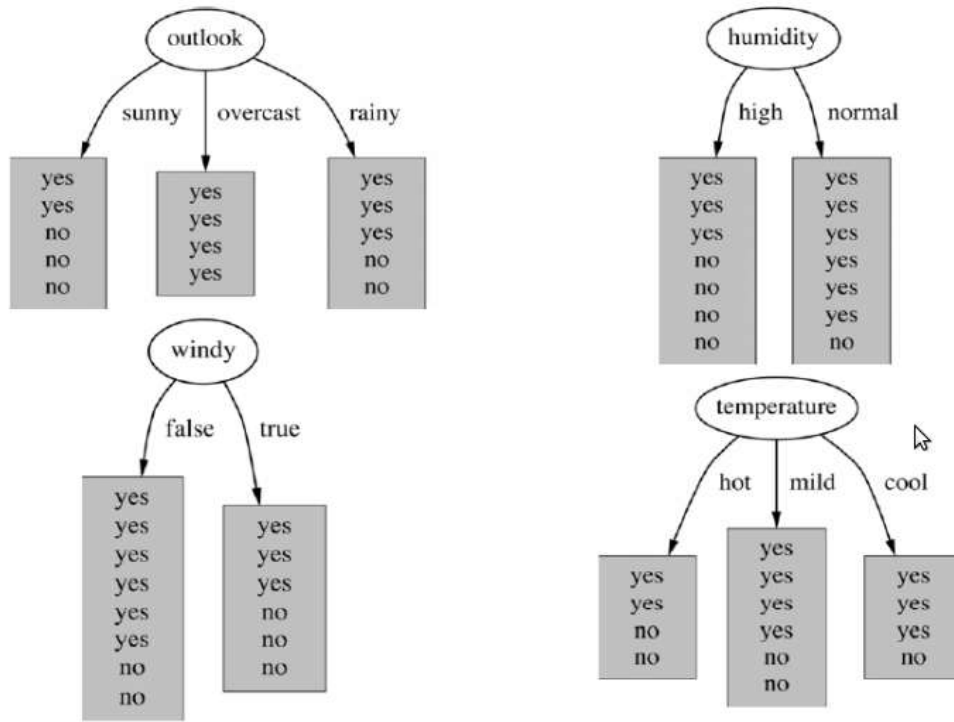 outlook
sunny overcast rainy
yes
yes
no
no
no
yes
yes
yes
yes
yes
yes
yes
no
no
humidity
high normal
yes
yes
yes
no
no
no
no
yes
yes
yes
yes
yes
yes
no
windy
false true
yes
yes
yes
yes
yes
yes
no
no
yes
yes
yes
no
no
no
temperature
hot mild cool
yes
yes
no
no
yes
yes
yes
yes
no
no
yes
yes
yes
no